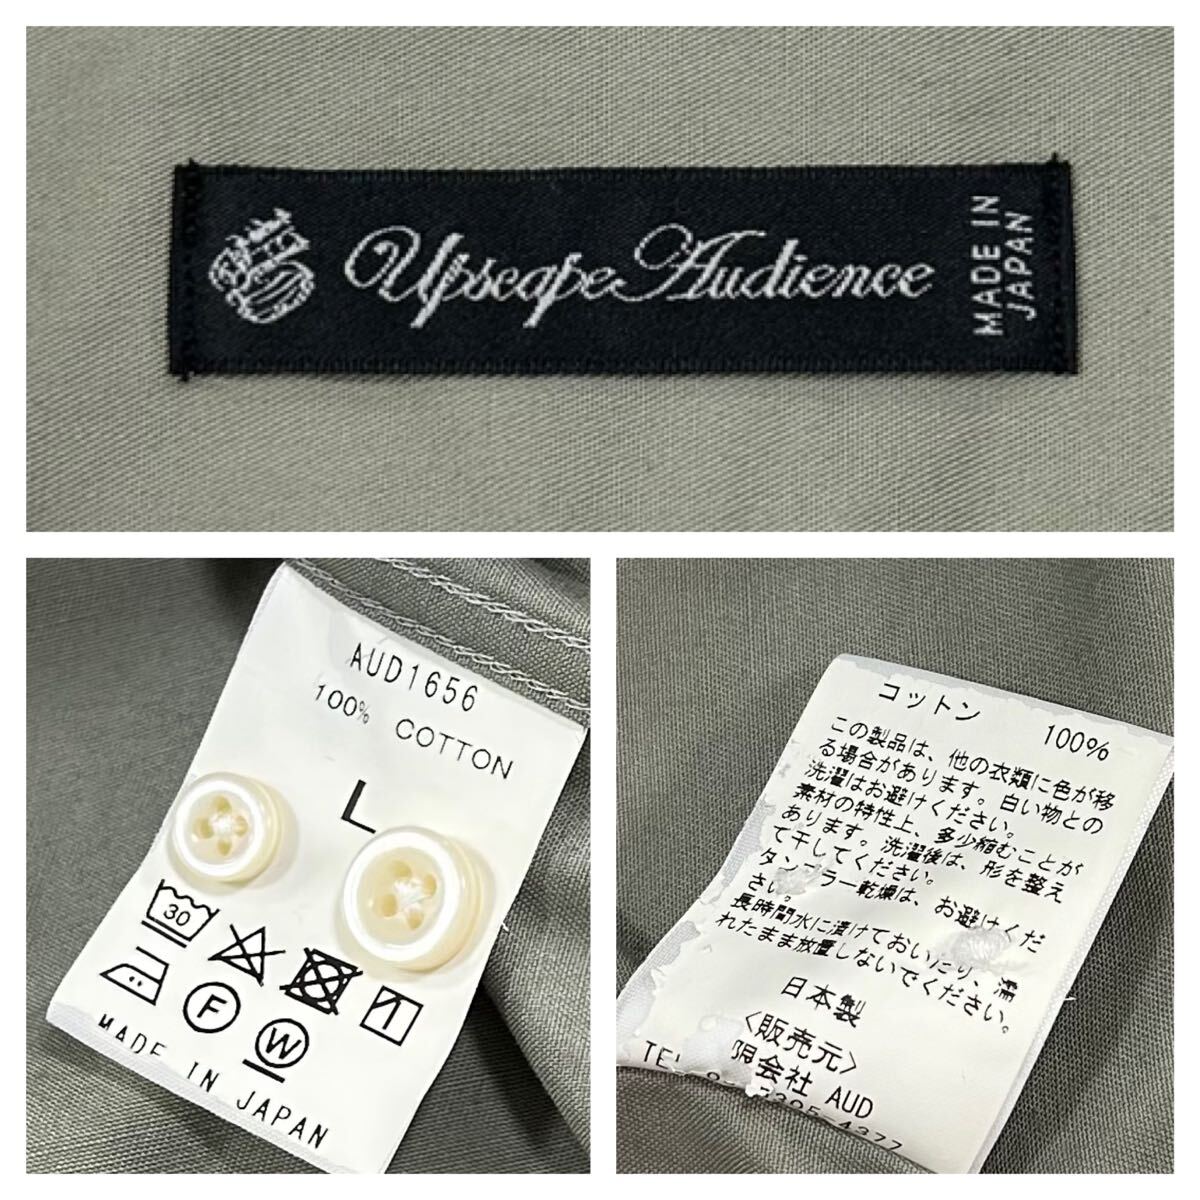 Upscape Audience
MADE IN
JAPAN
AUD1656
100% COTTON
L
30
F
W
MADE IN JAPAN
コットン 100%
この製品は、他の衣類に色が移
る場合があります。白い物との
洗濯はお避けください。
素材の特性上、多少縮むことが
あります。洗濯後は、形を整え
て干してください。
タンブラー乾燥は、お避けくだ
さい。
長時間水に漬けておいたり、濡
れたまま放置しないでください。
日本製
<販売元>
限会社 AUD
TEL